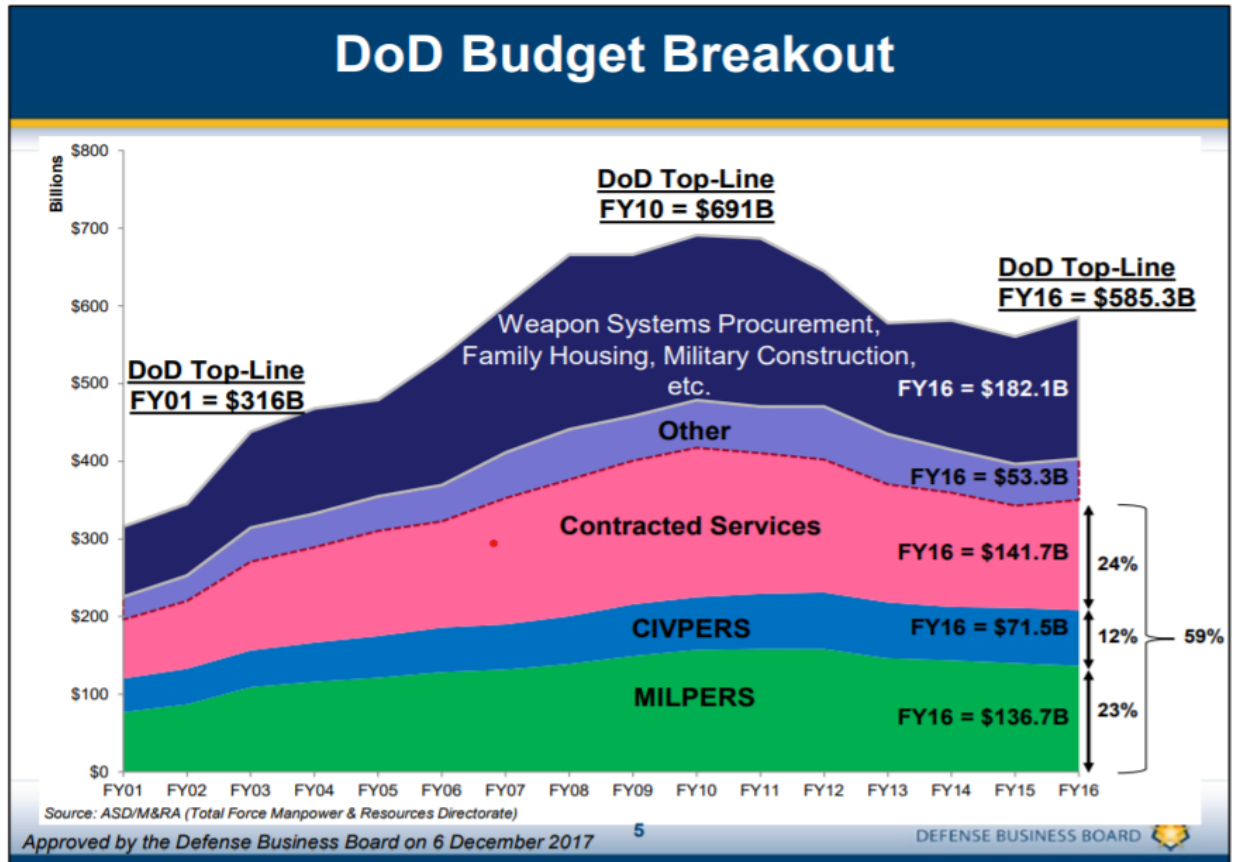 DoD Budget Breakout
Billions
$800
$700
$600
$500
$400
$300
$200
$100
$0
DoD Top-Line
FY01 = $316B
DoD Top-Line
FY10 = $691B
DoD Top-Line
FY16 = $585.3B
Weapon Systems Procurement,
Family Housing, Military Construction,
etc.
FY16 = $182.1B
Other
FY16 = $53.3B
Contracted Services
FY16 = $141.7B
24%
CIVPERS
FY16 = $71.5B
12%
59%
MILPERS
FY16 = $136.7B
23%
FY01 FY02 FY03 FY04 FY05 FY06 FY07 FY08 FY09 FY10 FY11 FY12 FY13 FY14 FY15 FY16
Source: ASD/M&RA (Total Force Manpower & Resources Directorate)
Approved by the Defense Business Board on 6 December 2017
5
DEFENSE BUSINESS BOARD